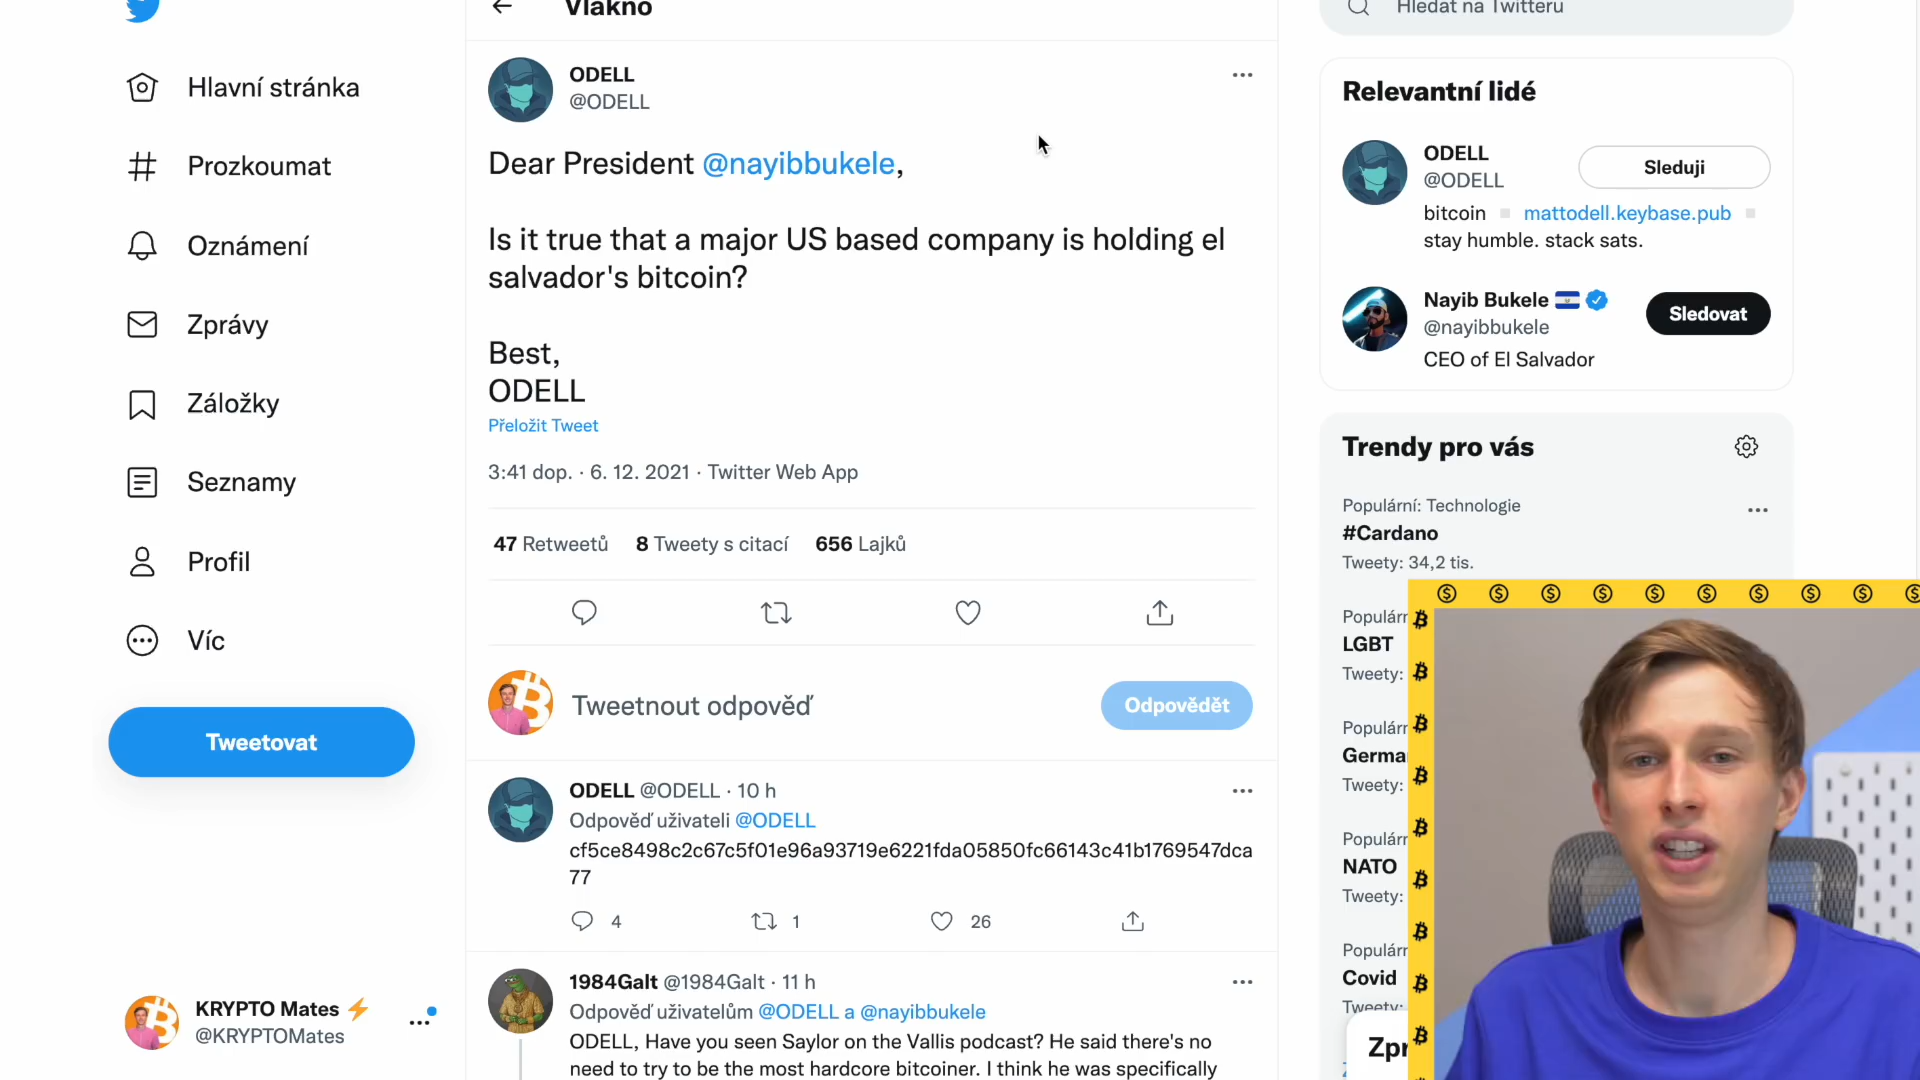 Vlákno
Hledat na Twitteru
Hlavní stránka
Prozkoumat
Oznámení
Zprávy
Záložky
Seznamy
Profil
Víc
Tweetovat
KRYPTO Mates
@KRYPTOMates
ODELL
@ODELL
Dear President @nayibbukele,
Is it true that a major US based company is holding el
salvador's bitcoin?
Best,
ODELL
Přeložit Tweet
3:41 dop. · 6. 12. 2021 · Twitter Web App
47 Retweetů 8 Tweety s citací 656 Lajků
Tweetnout odpověď
Odpovědět
ODELL @ODELL · 10 h
Odpověď uživateli @ODELL
cf5ce8498c2c67c5f01e96a93719e6221fda05850fc66143c41b1769547dca
77
4 1 26
1984Galt @1984Galt · 11 h
Odpověď uživatelům @ODELL a @nayibbukele
ODELL, Have you seen Saylor on the Vallis podcast? He said there's no
need to try to be the most hardcore bitcoiner. I think he was specifically
Relevantní lidé
ODELL
@ODELL
Sleduji
bitcoin mattodell.keybase.pub
stay humble. stack sats.
Nayib Bukele
@nayibbukele
Sledovat
CEO of El Salvador
Trendy pro vás
Populární: Technologie
#Cardano
Tweety: 34,2 tis.
Populárn
LGBT
Tweety:
Populárn
Germa
Tweety:
Populárn
NATO
Tweety:
Populárn
Covid
Tweety:
Zpr